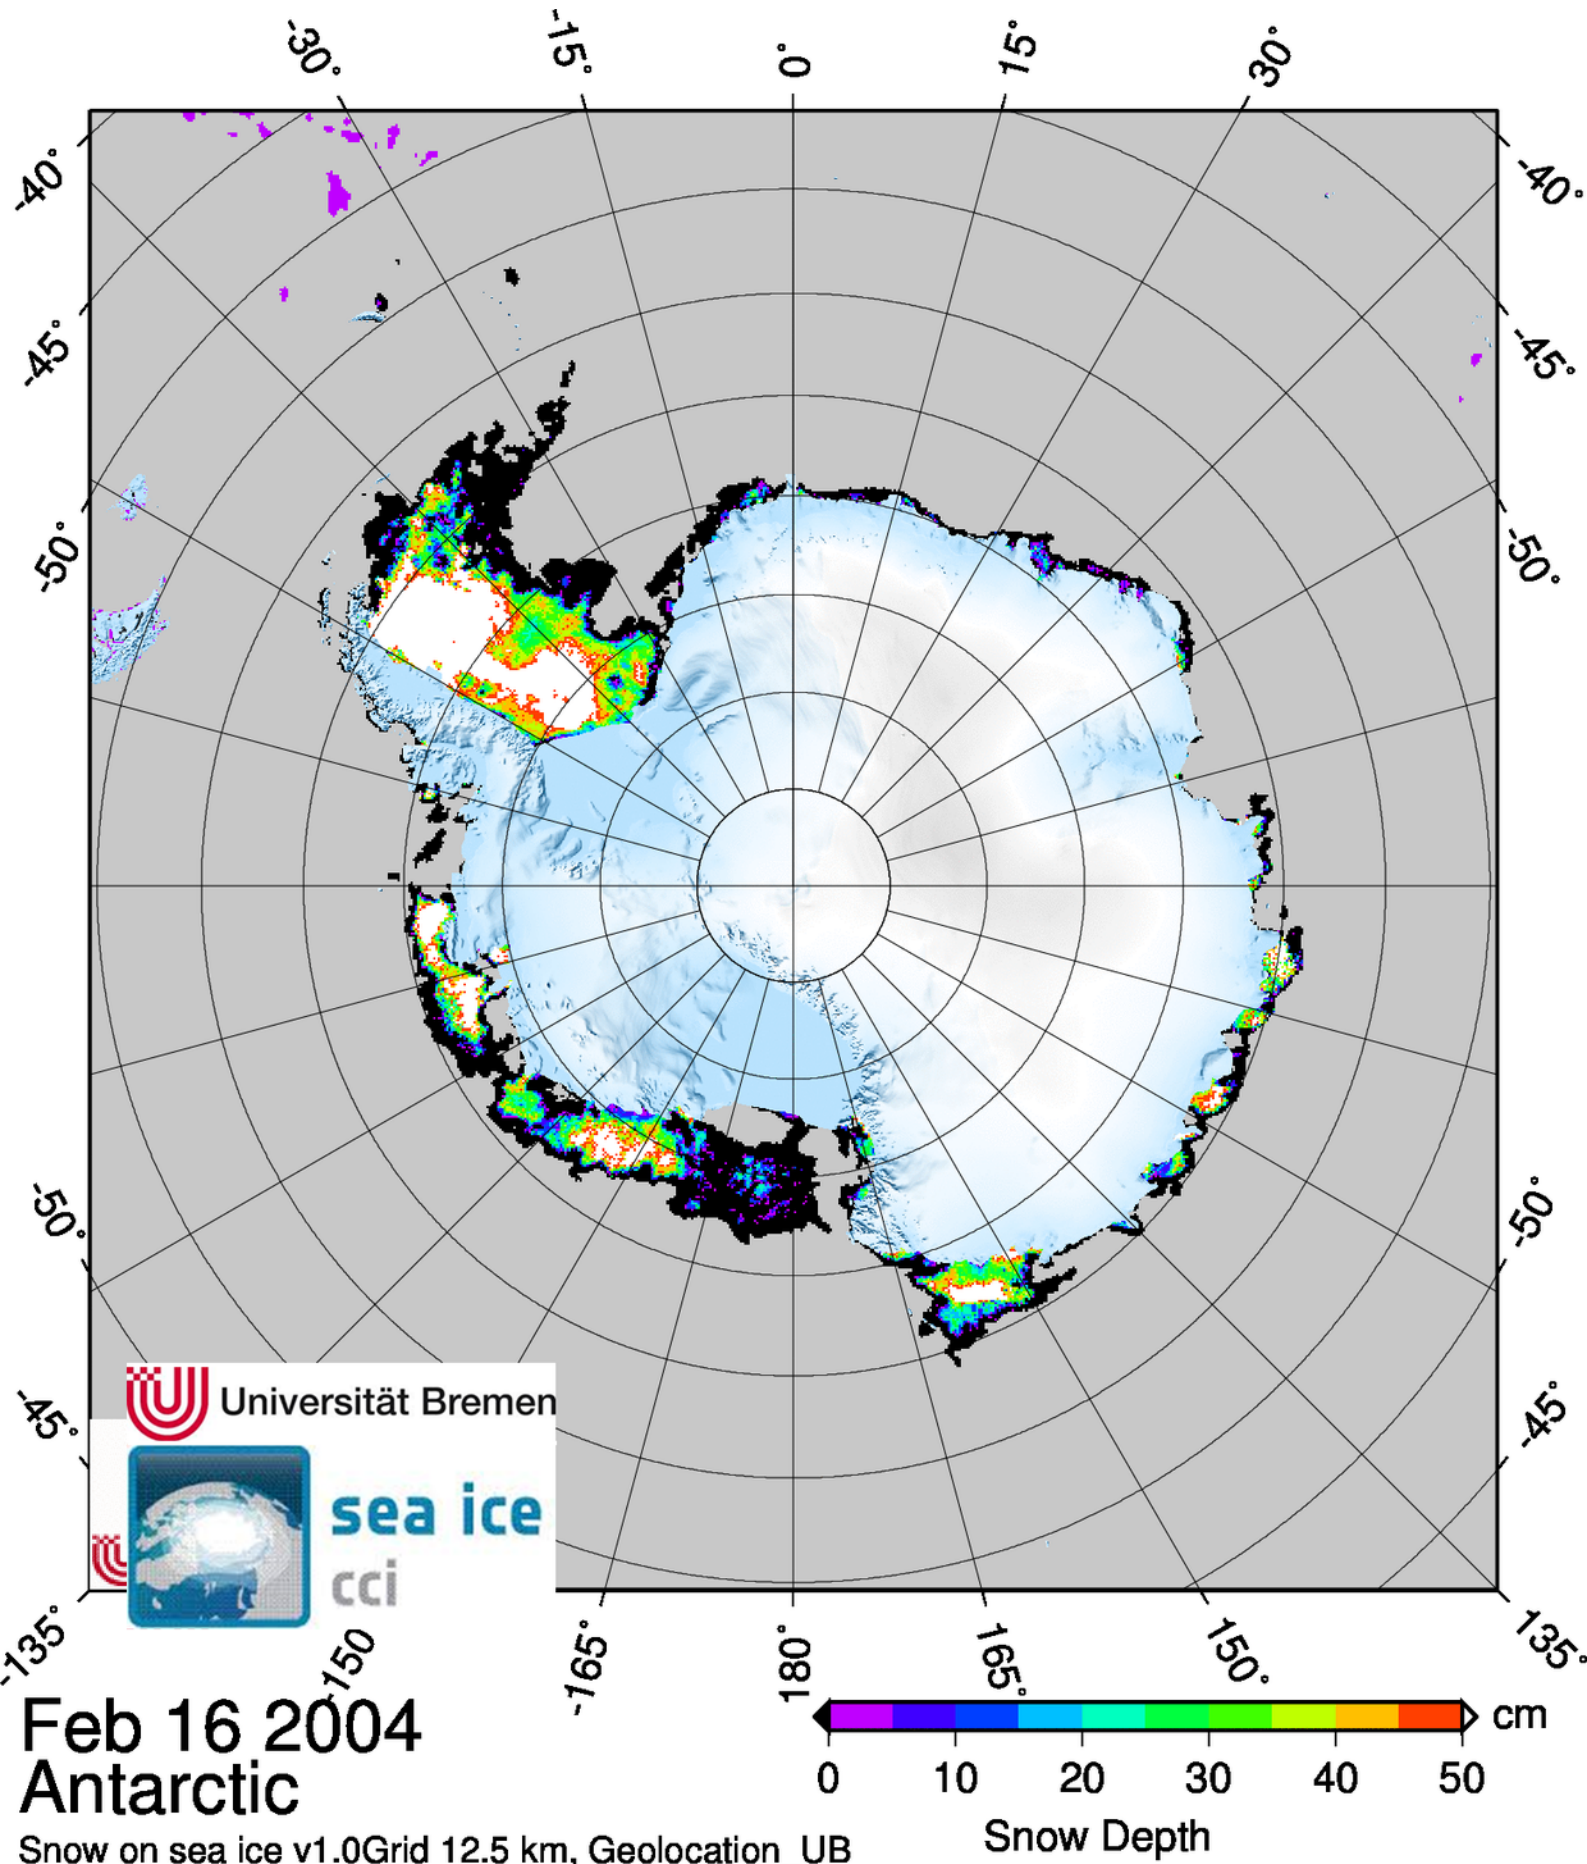 -30° -15° 0° 15° 30°
-40° -40°
-45° -45°
-50° -50°
-50° -50°
-45° -45°
Universität Bremen
sea ice
cci
-135° -150 -165° 180° 165° 150° 135°
Feb 16 2004
Antarctic
Snow on sea ice v1.0Grid 12.5 km, Geolocation UB
cm
0 10 20 30 40 50
Snow Depth